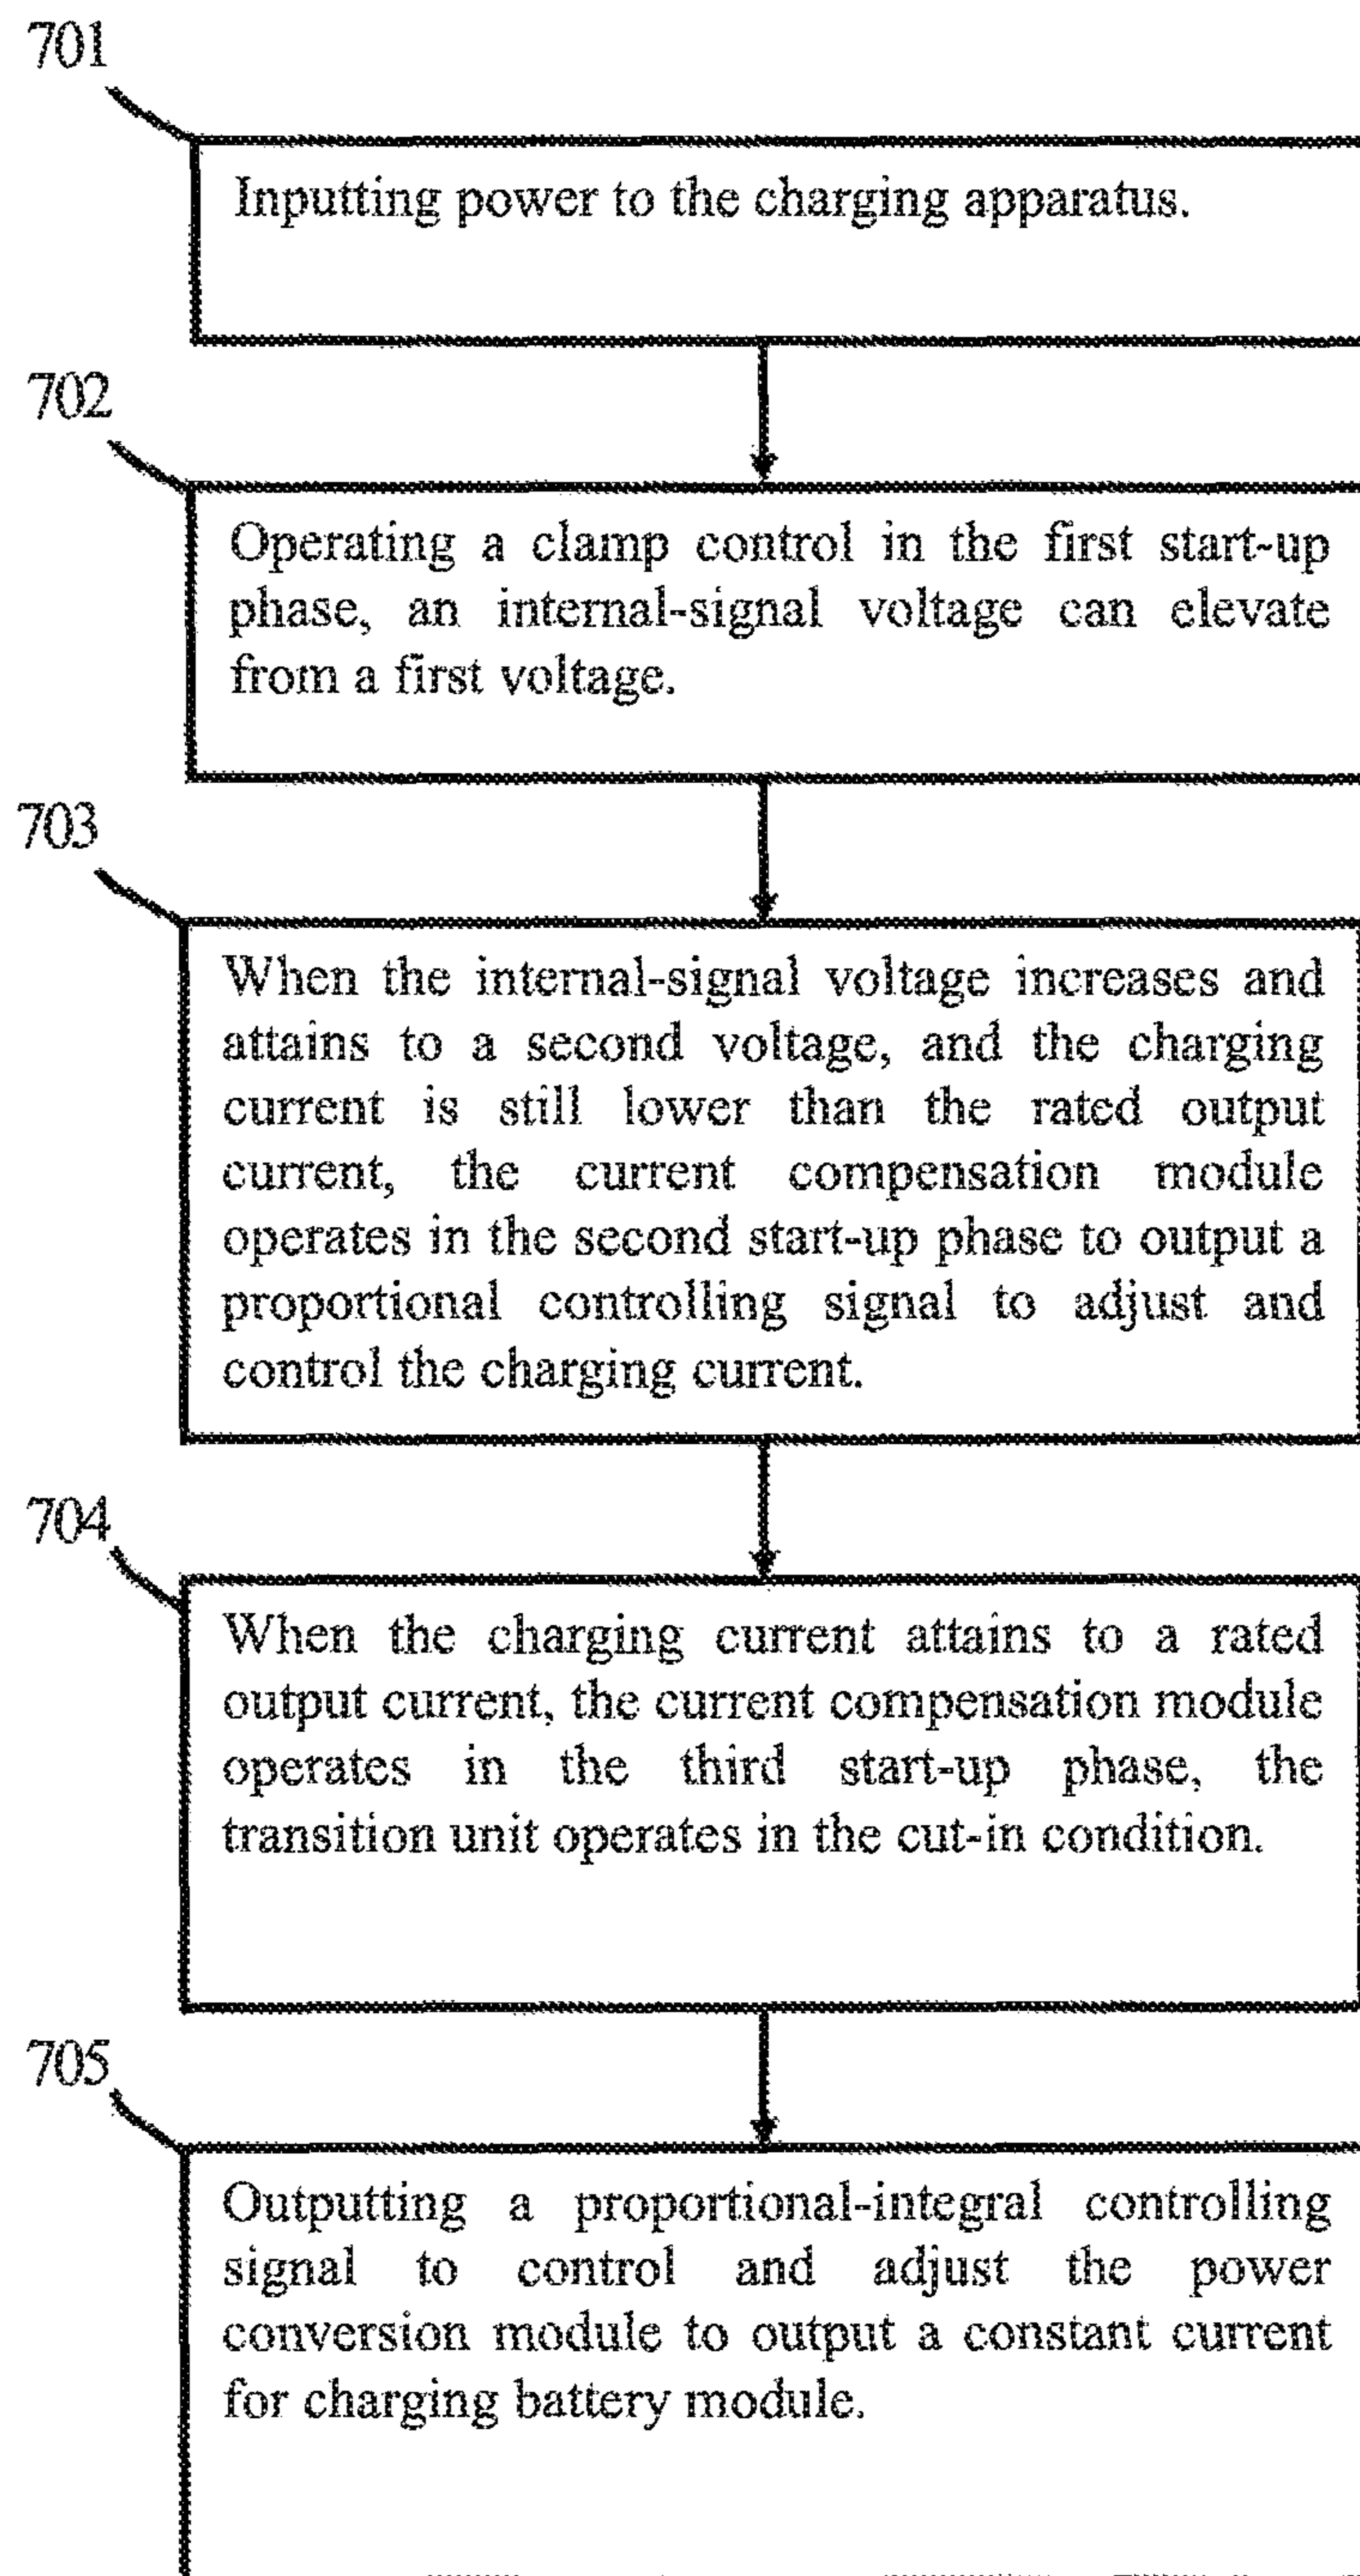 701
Inputting power to the charging apparatus.
702
Operating a clamp control in the first start-up
phase, an internal-signal voltage can elevate
from a first voltage.
703
When the internal-signal voltage increases and
attains to a second voltage, and the charging
current is still lower than the rated output
current, the current compensation module
operates in the second start-up phase to output a
proportional controlling signal to adjust and
control the charging current.
704
When the charging current attains to a rated
output current, the current compensation module
operates in the third start-up phase, the
transition unit operates in the cut-in condition.
705
Outputting a proportional-integral controlling
signal to control and adjust the power
conversion module to output a constant current
for charging battery module.